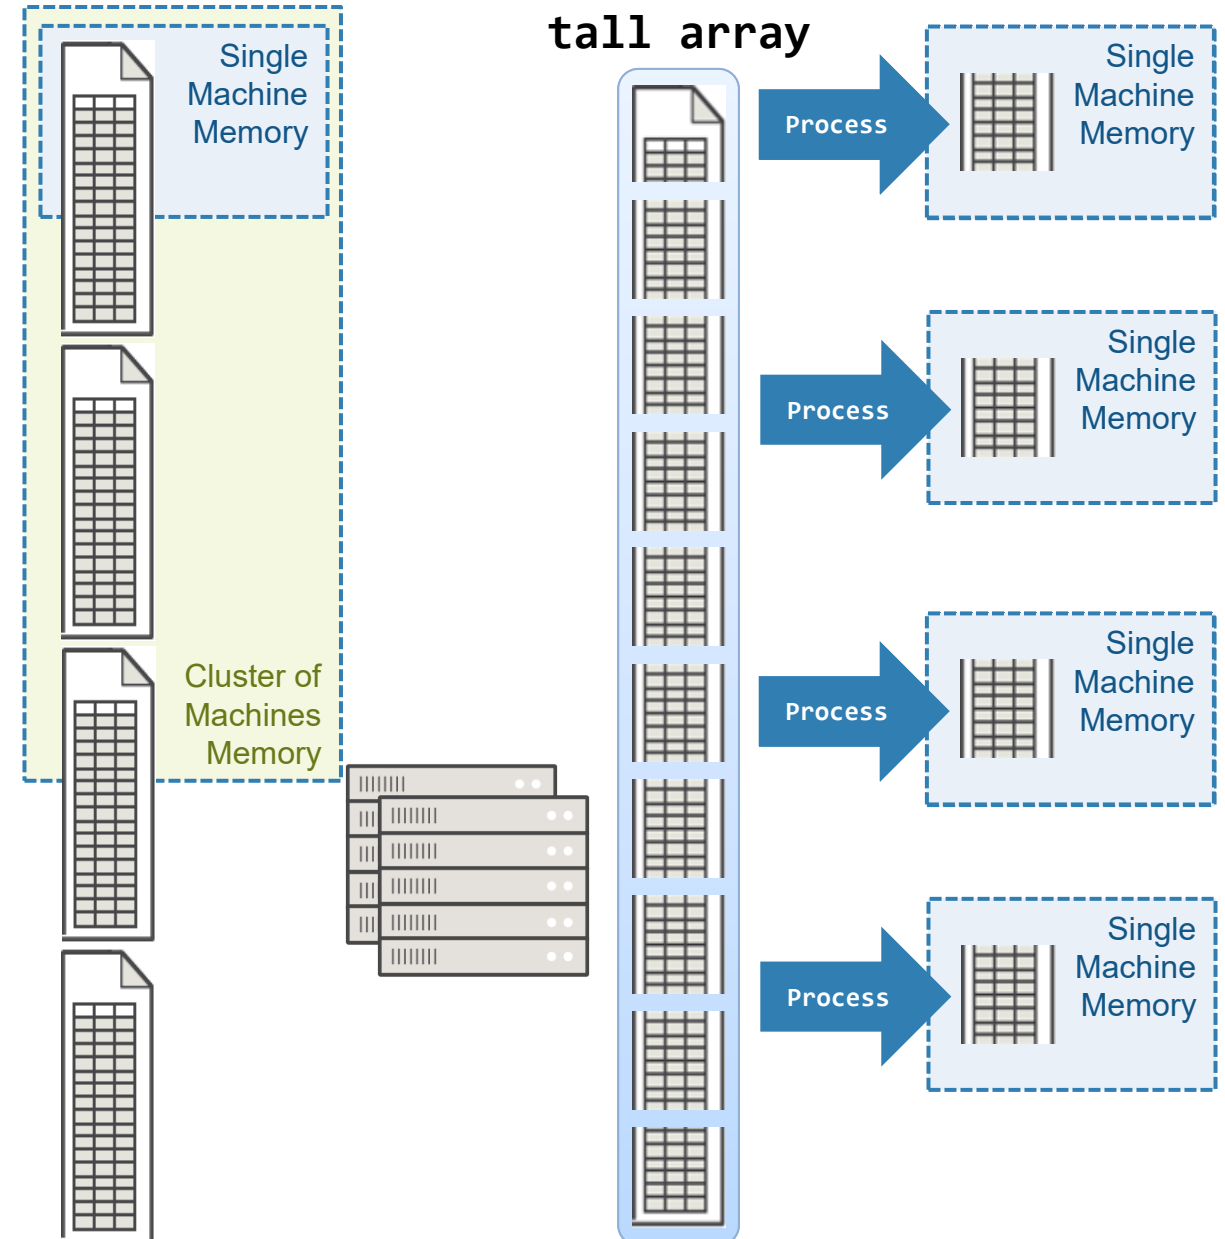 Single
Machine
Memory
Cluster of
Machines
Memory
tall array
Process
Single
Machine
Memory
Process
Single
Machine
Memory
Process
Single
Machine
Memory
Process
Single
Machine
Memory